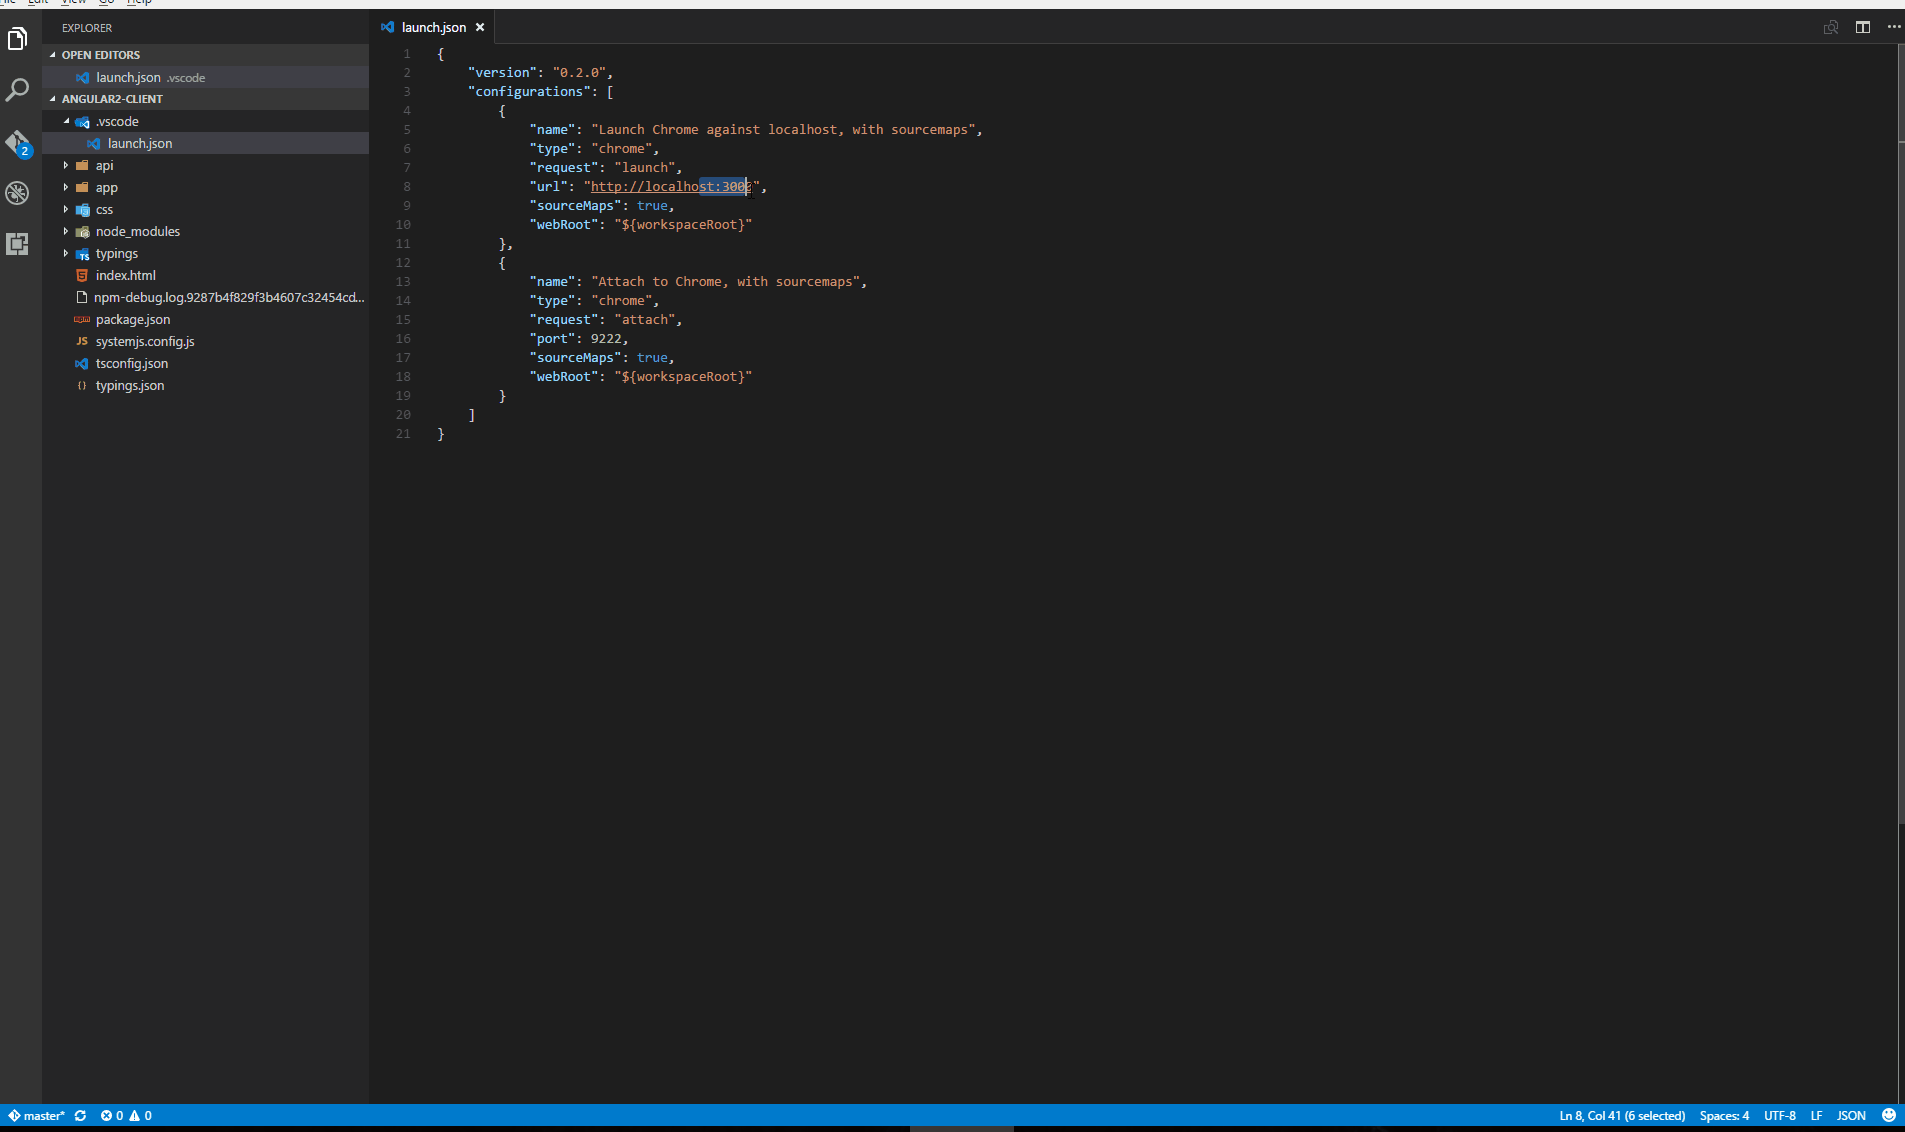 File Edit View Go Help
EXPLORER
OPEN EDITORS
launch.json .vscode
ANGULAR2-CLIENT
.vscode
launch.json
api
app
css
node_modules
typings
index.html
npm-debug.log.9287b4f829f3b4607c32454cd...
package.json
systemjs.config.js
tsconfig.json
typings.json
2
launch.json
1 {
2 "version": "0.2.0",
3 "configurations": [
4 {
5 "name": "Launch Chrome against localhost, with sourcemaps",
6 "type": "chrome",
7 "request": "launch",
8 "url": "http://localhost:3000",
9 "sourceMaps": true,
10 "webRoot": "${workspaceRoot}"
11 },
12 {
13 "name": "Attach to Chrome, with sourcemaps",
14 "type": "chrome",
15 "request": "attach",
16 "port": 9222,
17 "sourceMaps": true,
18 "webRoot": "${workspaceRoot}"
19 }
20 ]
21 }
master* 0 0 Ln 8, Col 41 (6 selected) Spaces: 4 UTF-8 LF JSON